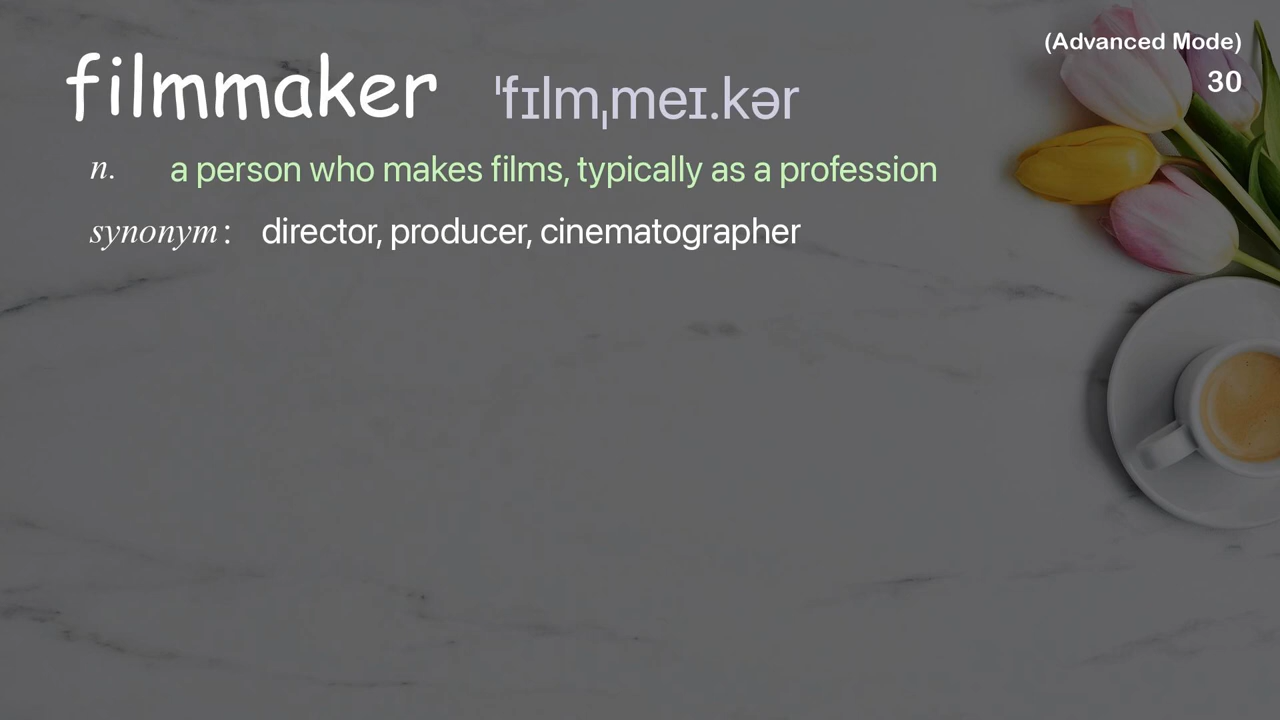 (Advanced Mode)
30
filmmaker ˈfɪlmˌmeɪ.kər
n. a person who makes films, typically as a profession
synonym: director, producer, cinematographer